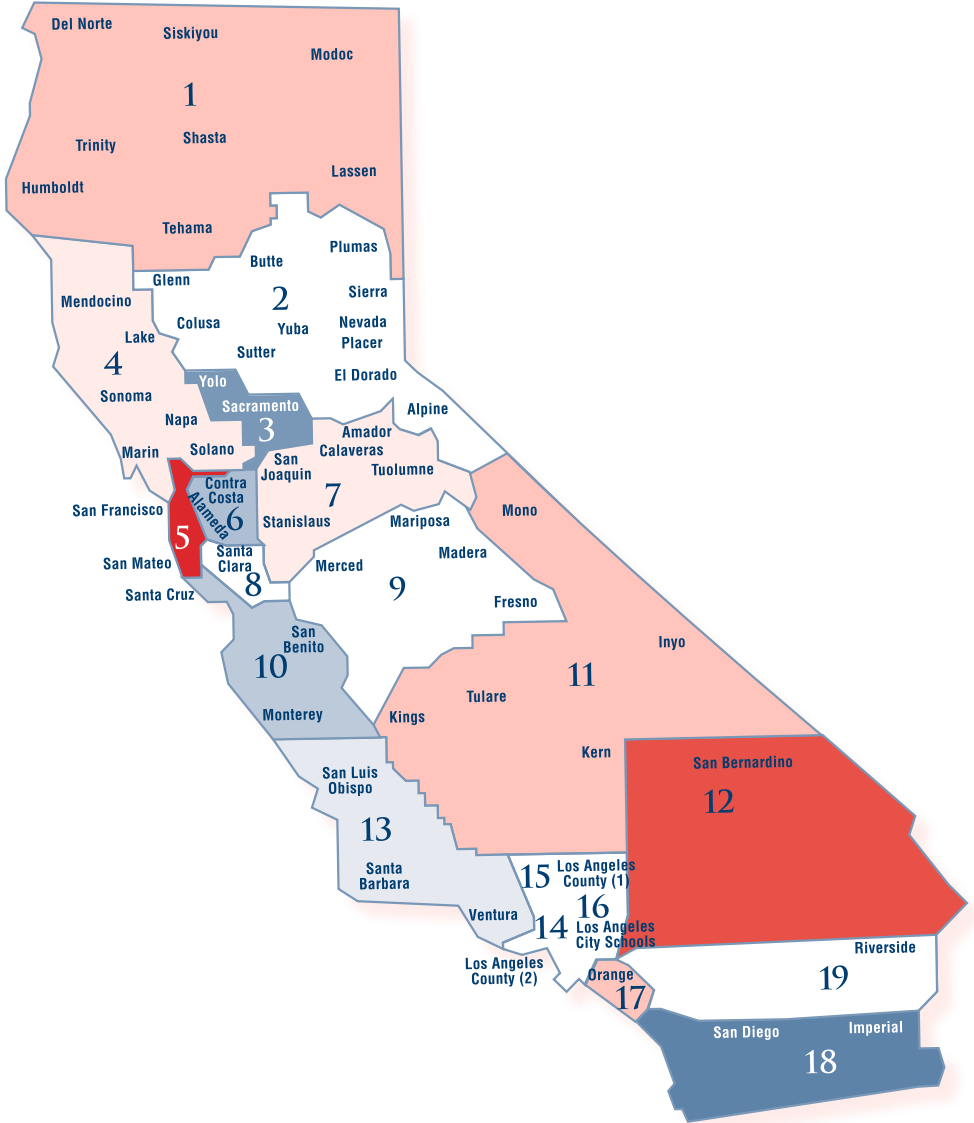 Del Norte
Siskiyou
Modoc
1
Trinity
Shasta
Lassen
Humboldt
Tehama
Plumas
Butte
Glenn
2
Sierra
Mendocino
Colusa
Yuba
Nevada
Lake
Placer
Sutter
4
El Dorado
Yolo
Sonoma
Sacramento
Alpine
Napa
3
Amador
Marin
Solano
Calaveras
San
Joaquin
Tuolumne
Contra
Costa
7
San Francisco
Alameda
6
Stanislaus
Mariposa
Mono
5
Santa
Clara
Madera
San Mateo
Merced
8
9
Santa Cruz
Fresno
San
Benito
Inyo
10
11
Tulare
Monterey
Kings
Kern
San Bernardino
San Luis
Obispo
12
13
Santa
Barbara
15
Los Angeles
County (1)
16
Ventura
14
Los Angeles
City Schools
Riverside
Los Angeles
County (2)
Orange
19
17
San Diego
Imperial
18